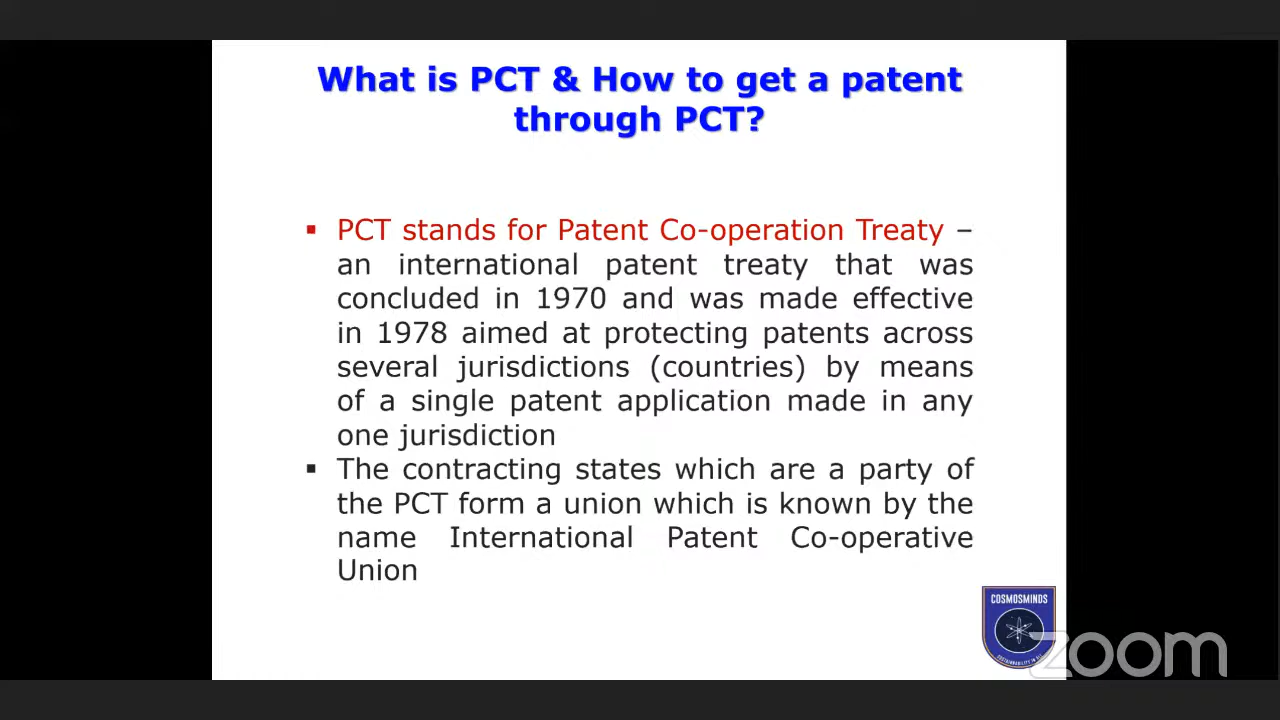 What is PCT & How to get a patent
through PCT?
▪ PCT stands for Patent Co-operation Treaty –
an international patent treaty that was
concluded in 1970 and was made effective
in 1978 aimed at protecting patents across
several jurisdictions (countries) by means
of a single patent application made in any
one jurisdiction
▪ The contracting states which are a party of
the PCT form a union which is known by the
name International Patent Co-operative
Union
COSMOSMINDS
zoom